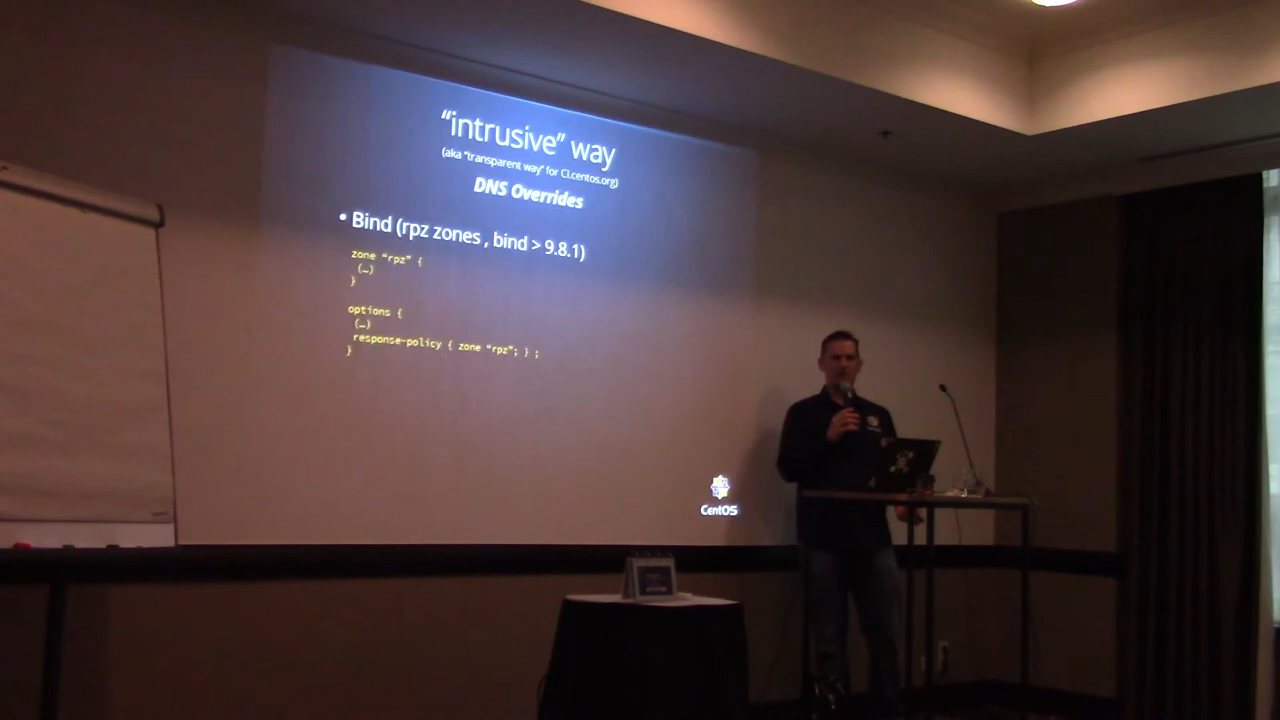 “intrusive” way
(aka “transparent way” for CI.centos.org)
DNS Overrides
• Bind (rpz zones , bind > 9.8.1)
zone “rpz” {
(…)
}
options {
(…)
response-policy { zone “rpz”; } ;
}
CentOS